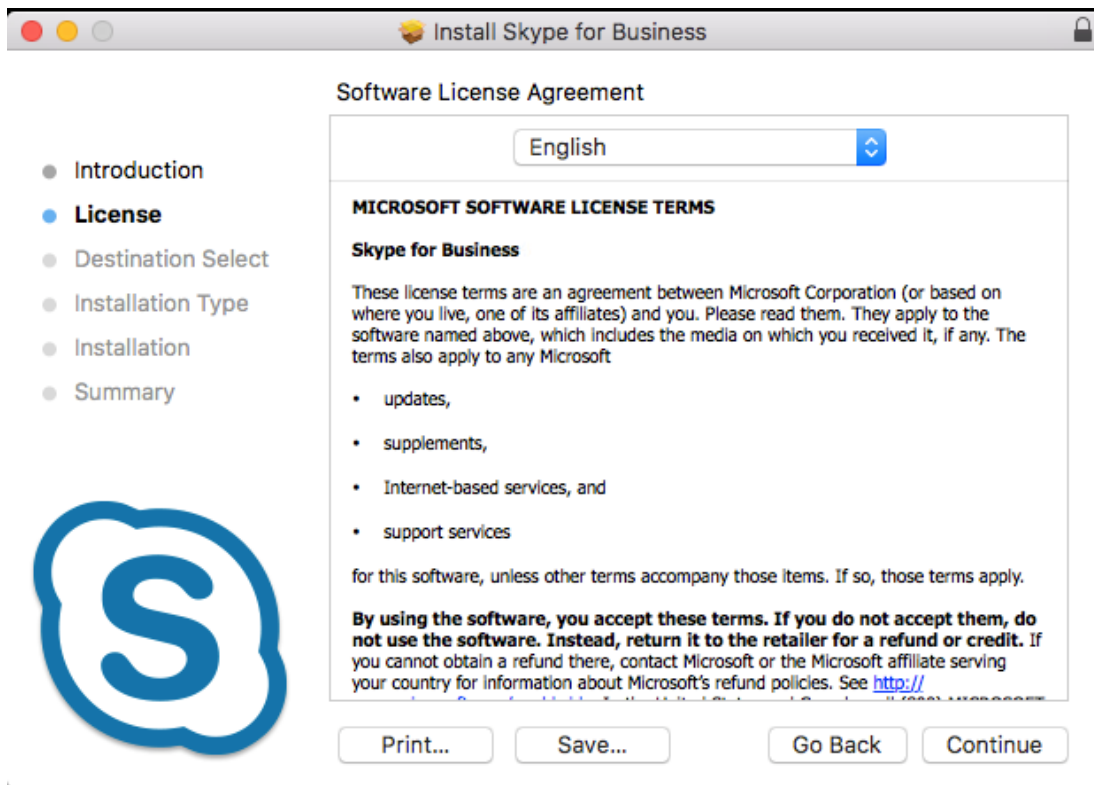 Install Skype for Business
Software License Agreement
Introduction
License
Destination Select
Installation Type
Installation
Summary
English
MICROSOFT SOFTWARE LICENSE TERMS
Skype for Business
These license terms are an agreement between Microsoft Corporation (or based on
where you live, one of its affiliates) and you. Please read them. They apply to the
software named above, which includes the media on which you received it, if any. The
terms also apply to any Microsoft
• updates,
• supplements,
• Internet-based services, and
• support services
for this software, unless other terms accompany those items. If so, those terms apply.
By using the software, you accept these terms. If you do not accept them, do
not use the software. Instead, return it to the retailer for a refund or credit. If
you cannot obtain a refund there, contact Microsoft or the Microsoft affiliate serving
your country for information about Microsoft's refund policies. See http://
S
Print...
Save...
Go Back
Continue